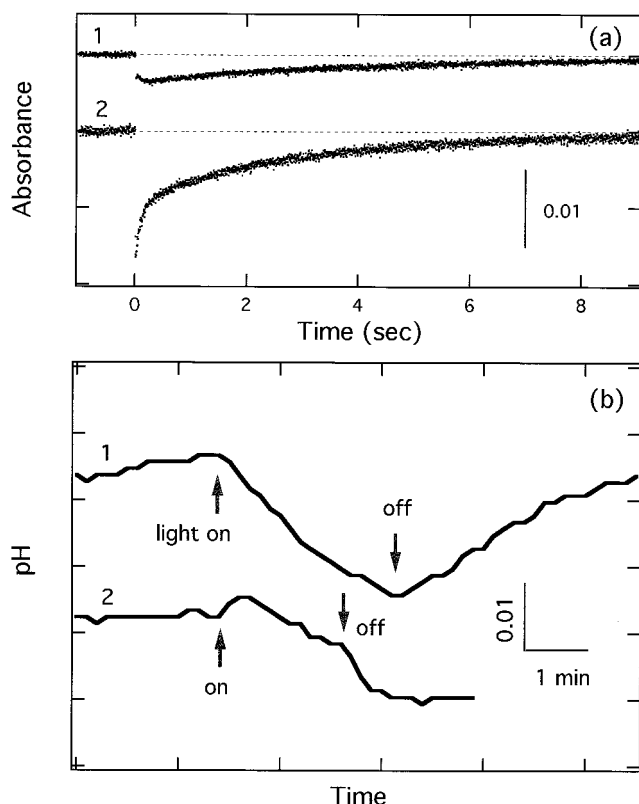 (a)
1
2
Absorbance
0.01
0 2 4 6 8
Time (sec)
(b)
1
light on
off
pH
2
on
off
0.01
1 min
Time